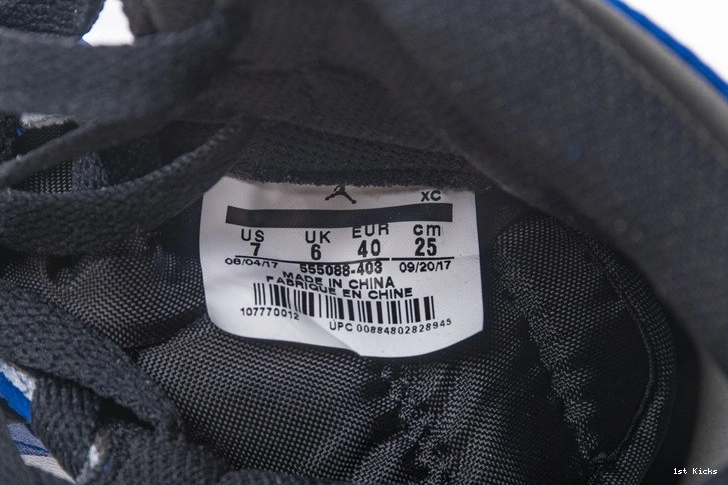 XC
US UK EUR cm
7 6 40 25
08/04/17 555088-403 09/20/17
MADE IN CHINA
FABRIQUE EN CHINE
107770012 UPC 00884802828945
1st Kicks